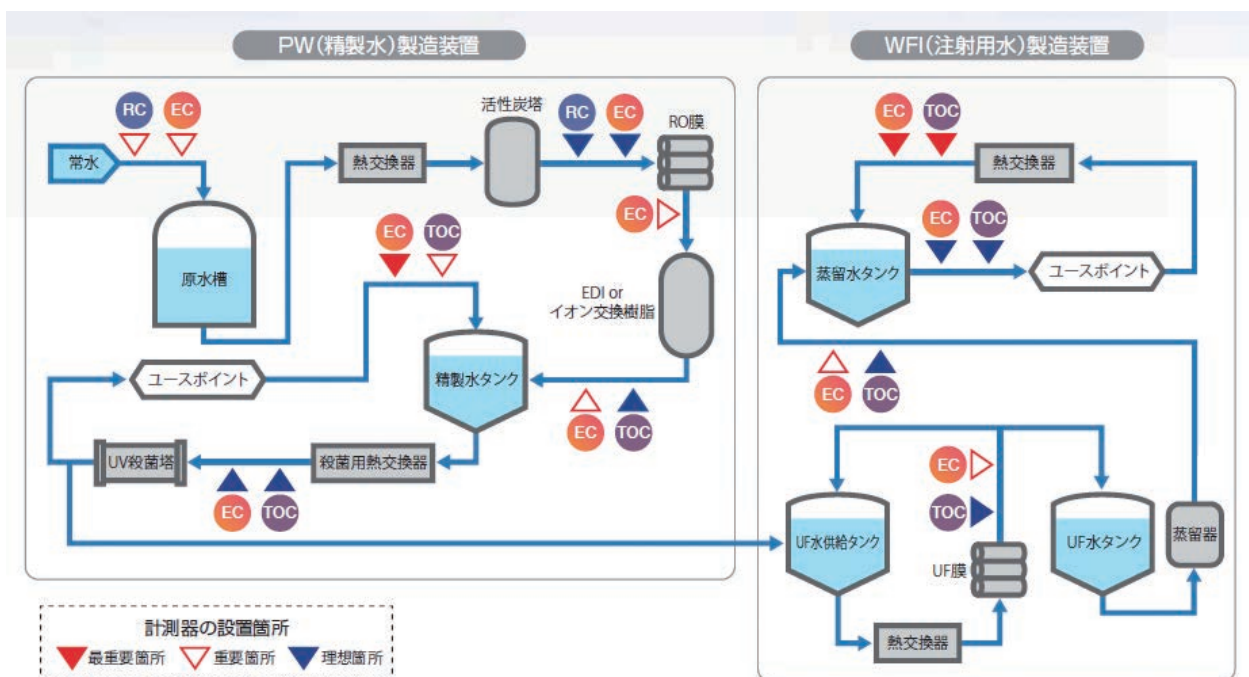 PW(精製水)製造装置
RC
EC
常水
原水槽
熱交換器
活性炭塔
RC
EC
RO膜
EC
EDI or
イオン交換樹脂
EC
TOC
精製水タンク
EC
TOC
ユースポイント
UV殺菌塔
殺菌用熱交換器
EC
TOC
計測器の設置箇所
最重要箇所 重要箇所 理想箇所
WFI(注射用水)製造装置
EC
TOC
熱交換器
EC
TOC
蒸留水タンク
ユースポイント
EC
TOC
EC
TOC
UF水供給タンク
UF膜
UF水タンク
蒸留器
熱交換器